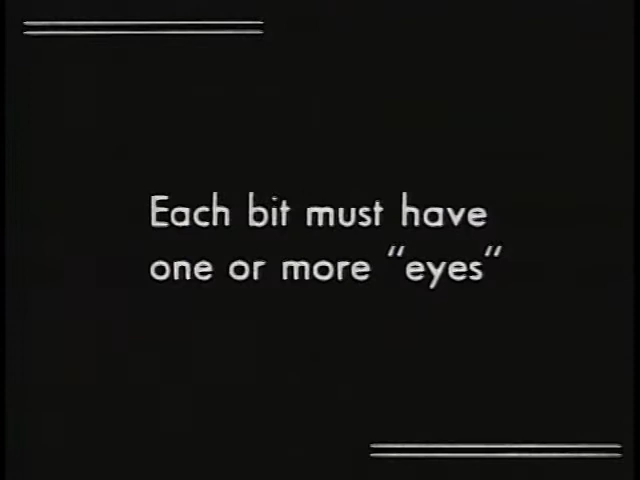 Each bit must have
one or more “eyes“